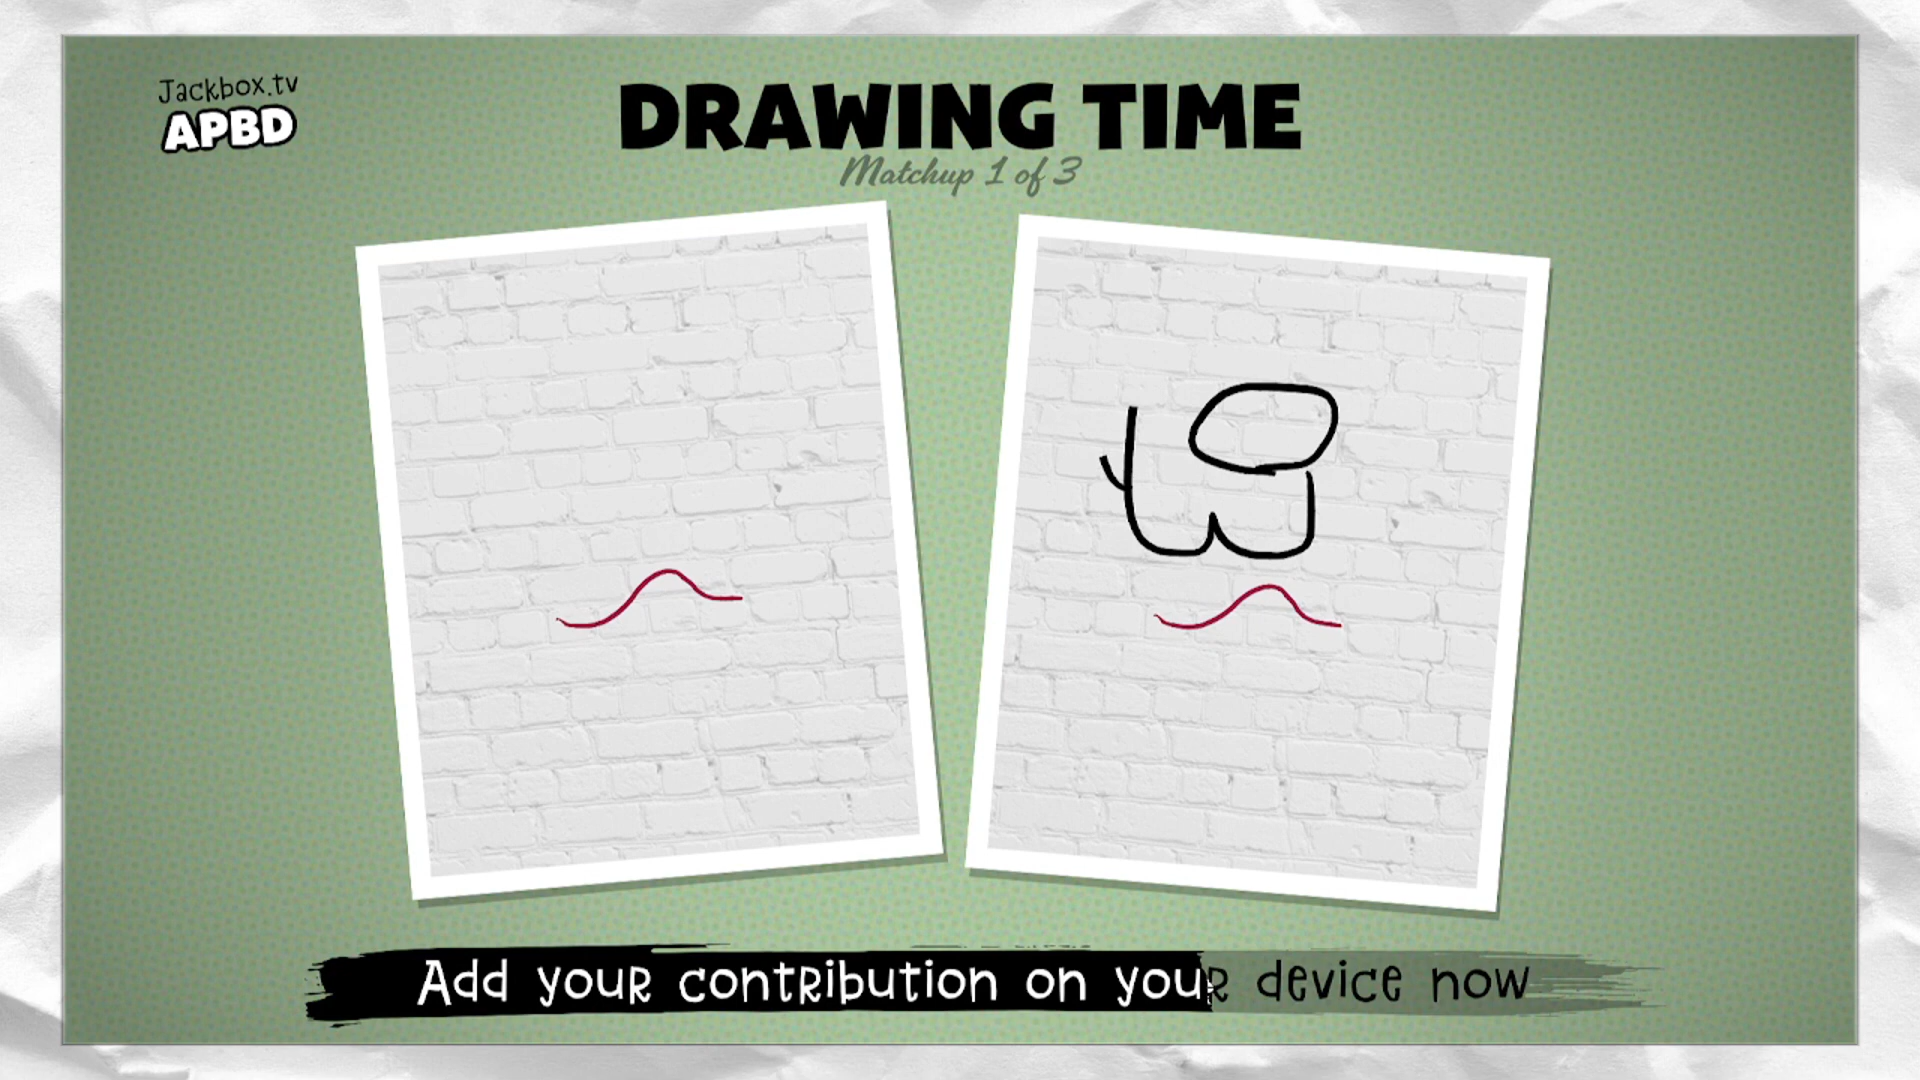 Jackbox.tv
APBD
DRAWING TIME
Matchup 1 of 3
Add your contribution on your device now